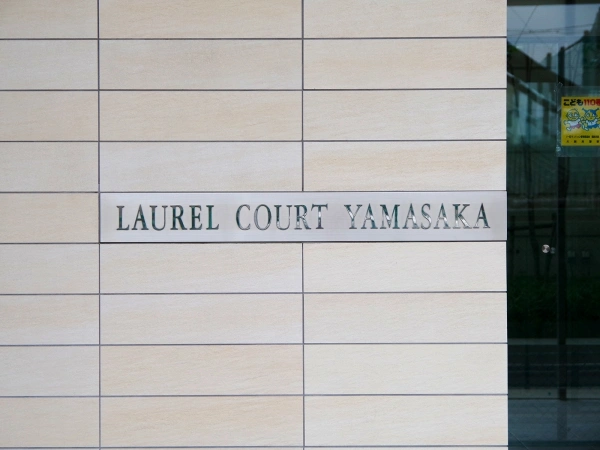 LAUREL COURT YAMASAKA
こども110番